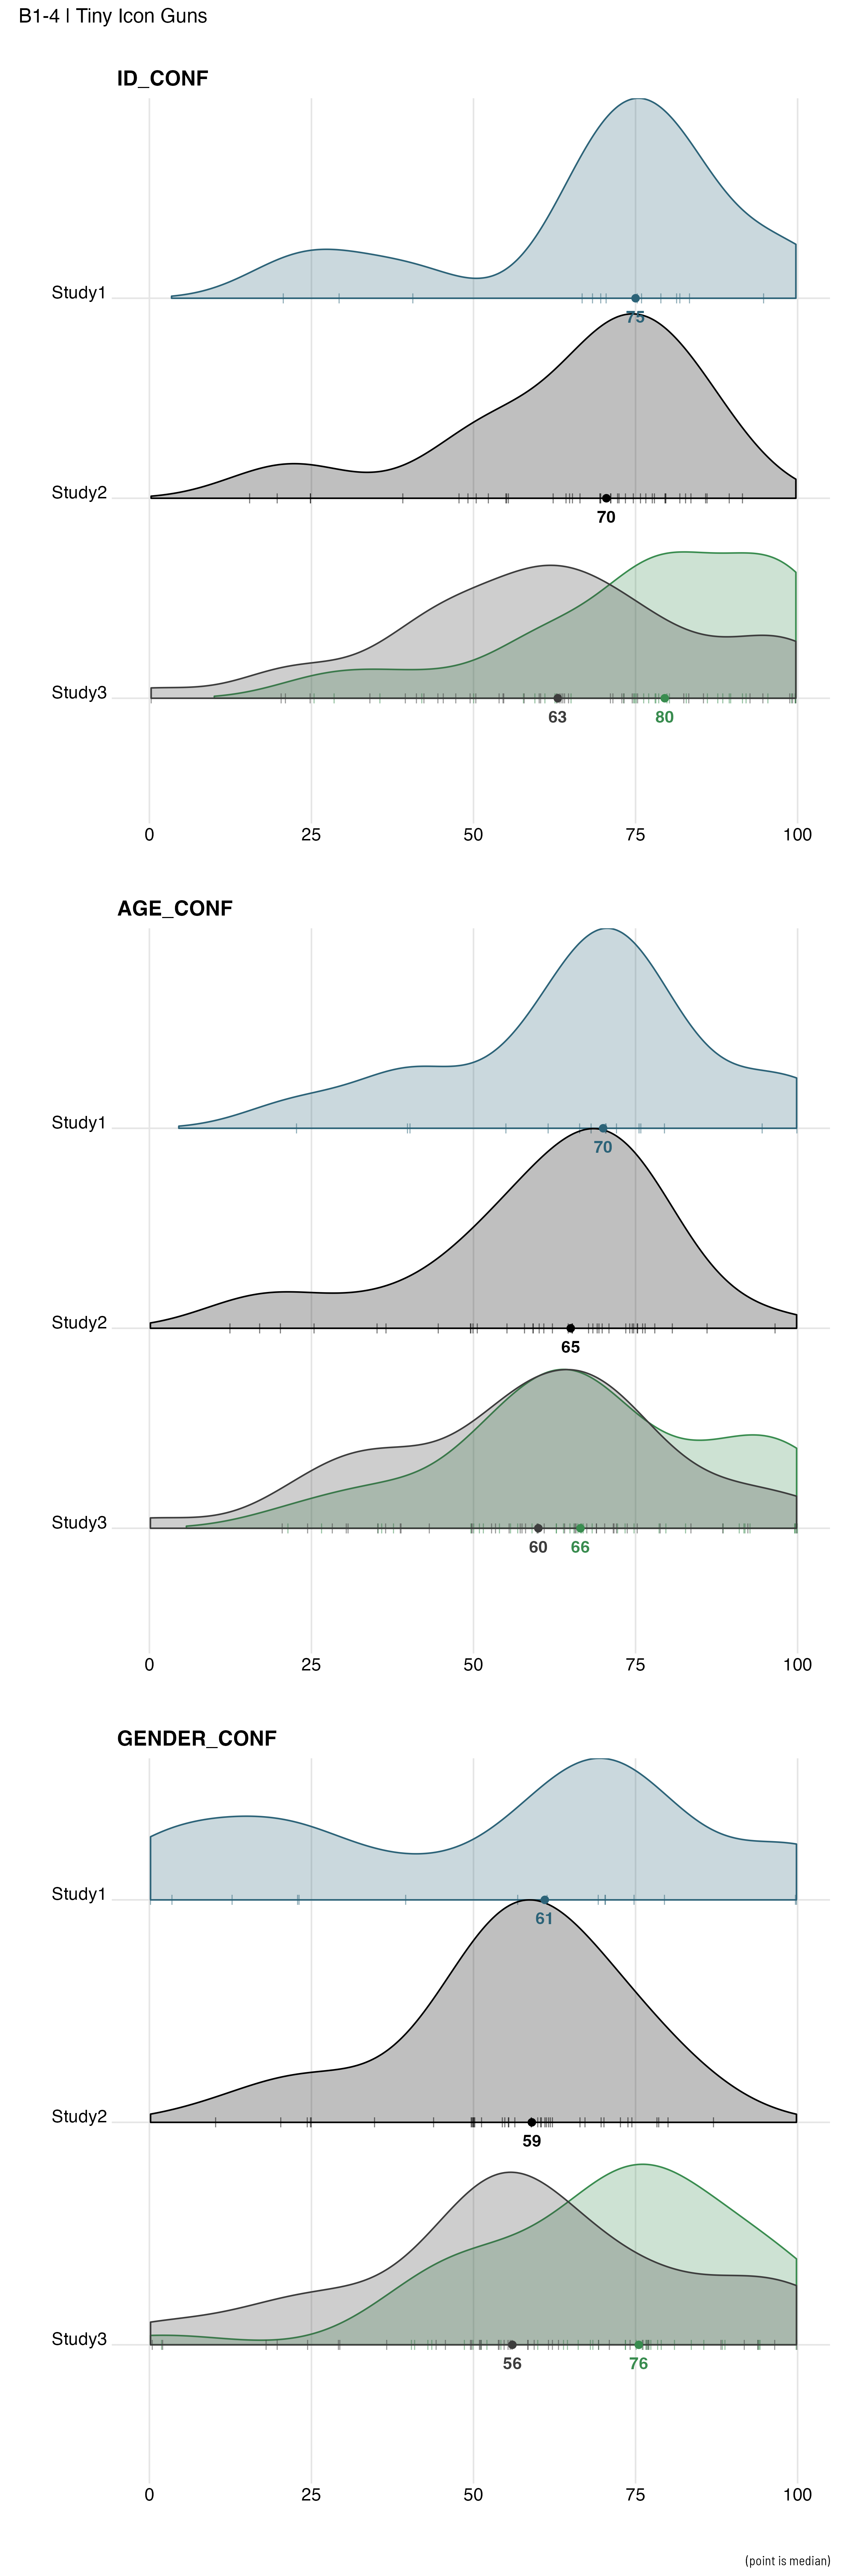 B1-4 | Tiny Icon Guns
ID_CONF
Study1
75
Study2
70
Study3
63 80
0 25 50 75 100
AGE_CONF
Study1
70
Study2
65
Study3
60 66
0 25 50 75 100
GENDER_CONF
Study1
61
Study2
59
Study3
56 76
0 25 50 75 100
(point is median)